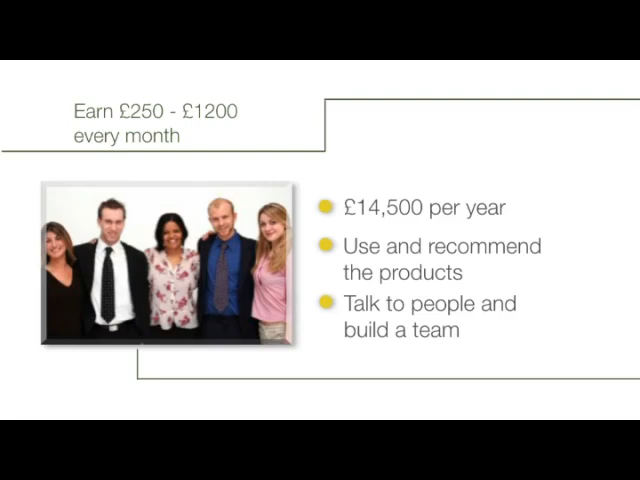 Earn £250 - £1200
every month
£14,500 per year
Use and recommend
the products
Talk to people and
build a team